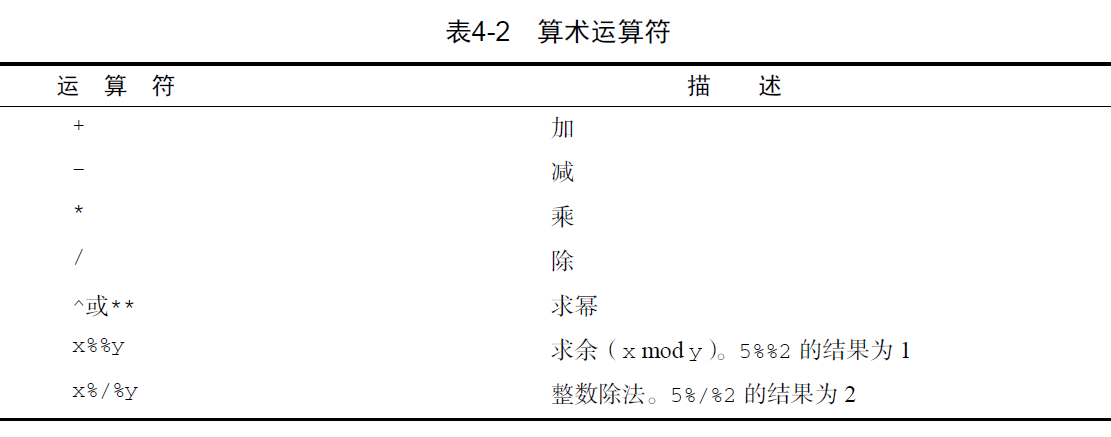 表4-2 算术运算符
运 算 符 描 述
+ 加
- 减
* 乘
/ 除
^或** 求幂
x%%y 求余（x mod y）。5%%2 的结果为 1
x%/%y 整数除法。5%/%2 的结果为 2